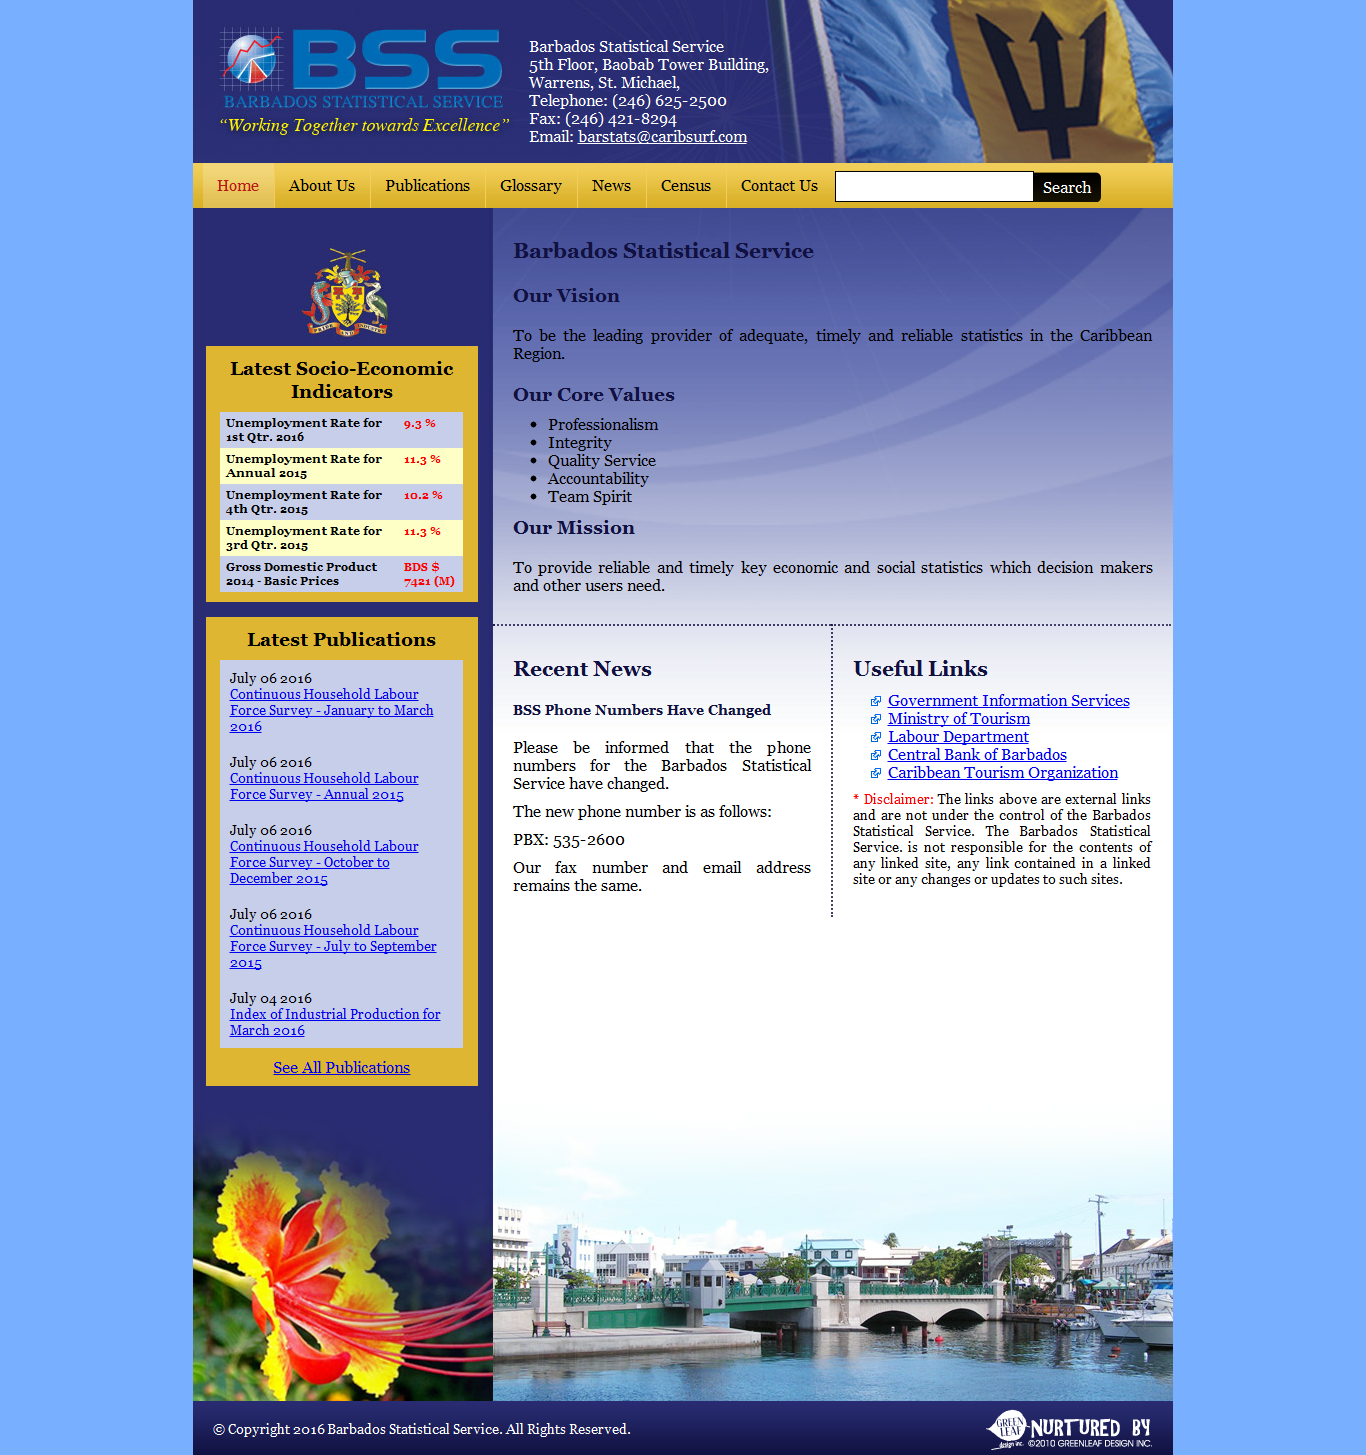 BSS
BARBADOS STATISTICAL SERVICE
“Working Together towards Excellence”
Barbados Statistical Service
5th Floor, Baobab Tower Building,
Warrens, St. Michael,
Telephone: (246) 625-2500
Fax: (246) 421-8294
Email: barstats@caribsurf.com
Home About Us Publications Glossary News Census Contact Us Search
Latest Socio-Economic
Indicators
Unemployment Rate for 9.3 %
1st Qtr. 2016
Unemployment Rate for 11.3 %
Annual 2015
Unemployment Rate for 10.2 %
4th Qtr. 2015
Unemployment Rate for 11.3 %
3rd Qtr. 2015
Gross Domestic Product BDS $
2014 - Basic Prices 7421 (M)
Latest Publications
July 06 2016
Continuous Household Labour
Force Survey - January to March
2016
July 06 2016
Continuous Household Labour
Force Survey - Annual 2015
July 06 2016
Continuous Household Labour
Force Survey - October to
December 2015
July 06 2016
Continuous Household Labour
Force Survey - July to September
2015
July 04 2016
Index of Industrial Production for
March 2016
See All Publications
Barbados Statistical Service
Our Vision
To be the leading provider of adequate, timely and reliable statistics in the Caribbean
Region.
Our Core Values
Professionalism
Integrity
Quality Service
Accountability
Team Spirit
Our Mission
To provide reliable and timely key economic and social statistics which decision makers
and other users need.
Recent News
BSS Phone Numbers Have Changed
Please be informed that the phone
numbers for the Barbados Statistical
Service have changed.
The new phone number is as follows:
PBX: 535-2600
Our fax number and email address
remains the same.
Useful Links
Government Information Services
Ministry of Tourism
Labour Department
Central Bank of Barbados
Caribbean Tourism Organization
* Disclaimer: The links above are external links
and are not under the control of the Barbados
Statistical Service. The Barbados Statistical
Service. is not responsible for the contents of
any linked site, any link contained in a linked
site or any changes or updates to such sites.
© Copyright 2016 Barbados Statistical Service. All Rights Reserved.
GREEN
LEAF
design inc.
NURTURED BY
©2010 GREENLEAF DESIGN INC.